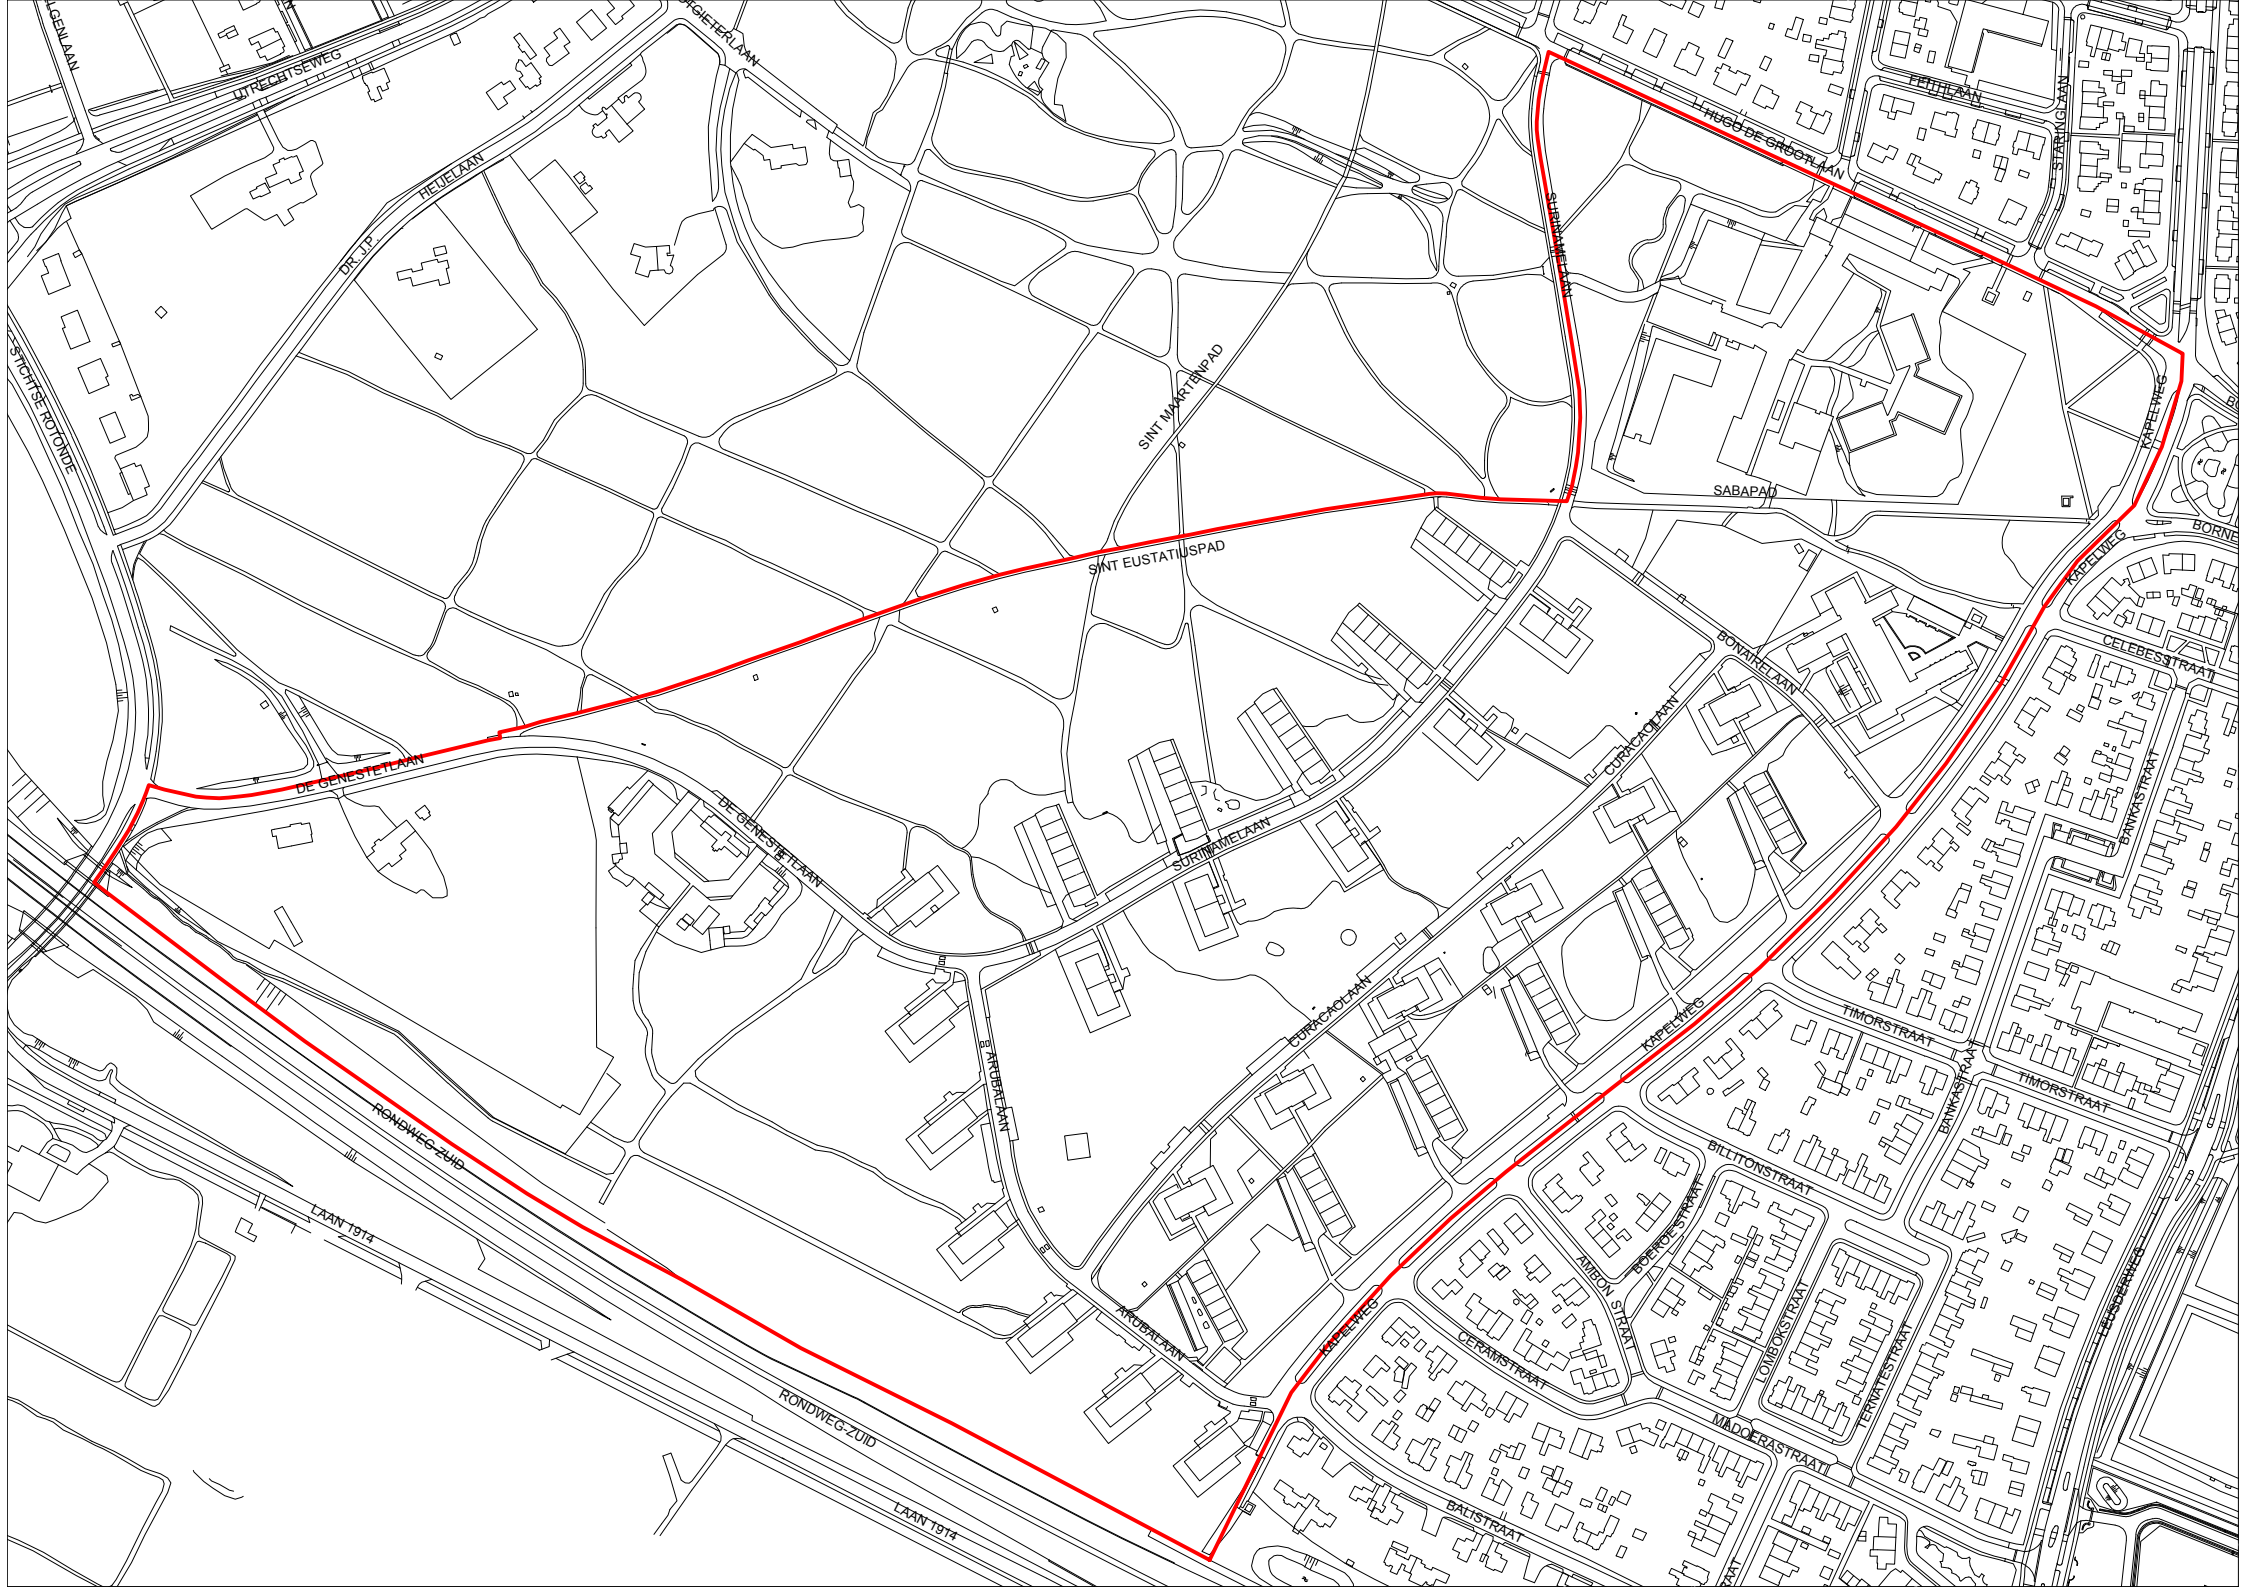 UTRECHTSEWEG
FEITHLAAN
STARINGLAAN
HUGO DE GROOTLAAN
HEIJELAAN
DR. J.P.
SURINAMELAAN
STICHTSE ROTONDE
SINT MAARTENPAD
KAPELWEG
SABAPAD
BORNE
KAPELWEG
SINT EUSTATIUSPAD
CELEBESSTRAAT
BONAIRELAAN
CURACAOLAAN
DE GENESTETLAAN
BANKASTRAAT
DE GENESTETLAAN
SURINAMELAAN
CURACAOLAAN
KAPELWEG
TIMORSTRAAT
ARUBALAAN
BANKASTRAAT
TIMORSTRAAT
RONDWEG-ZUID
BILLITONSTRAAT
BOEROESTRAAT
LAAN 1914
AMBON STRAAT
LEUSDERWEG
ARUBALAAN
KAPELWEG
LOMBOKSTRAAT
CERAMSTRAAT
TERNATESTRAAT
RONDWEG-ZUID
MADOERASTRAAT
LAAN 1914
BALISTRAAT